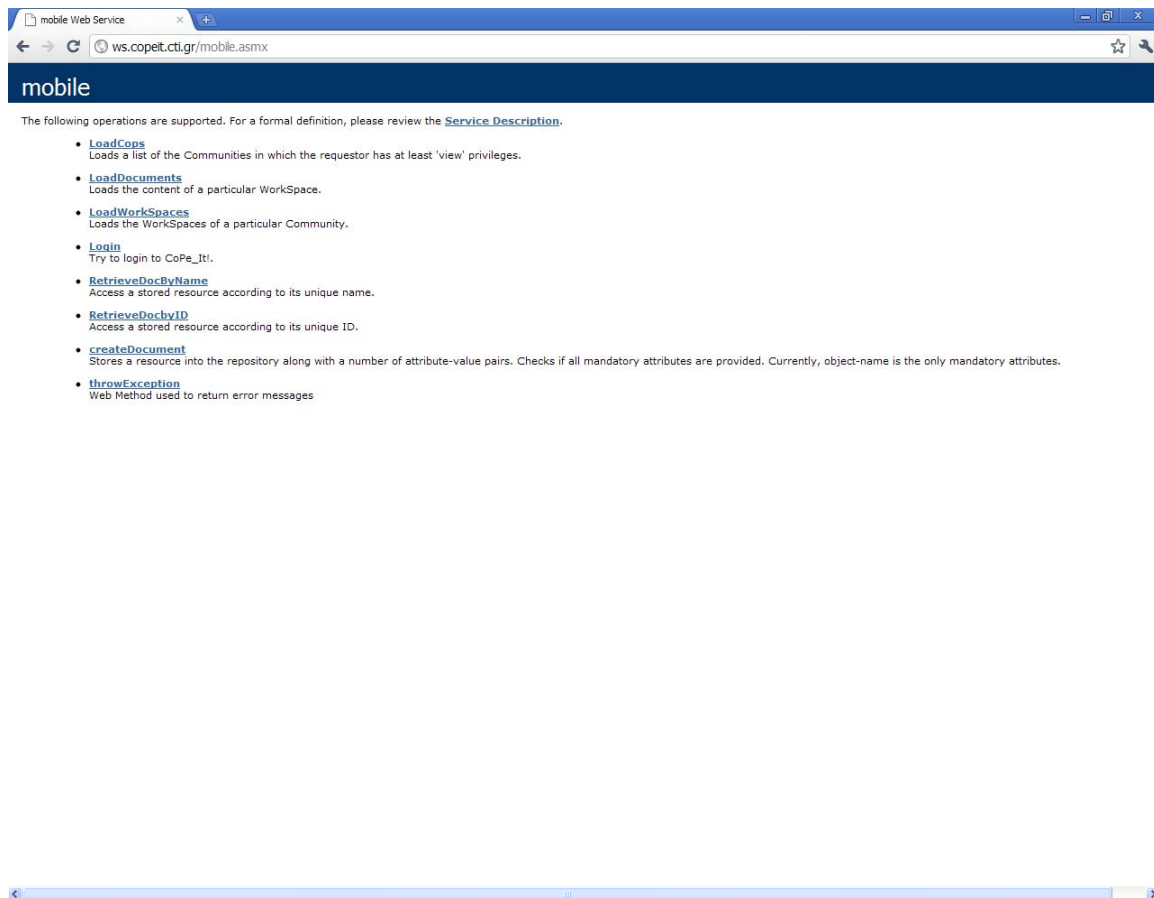 mobile Web Service
ws.copeit.cti.gr/mobile.asmx
mobile
The following operations are supported. For a formal definition, please review the Service Description.
LoadCops
Loads a list of the Communities in which the requestor has at least 'view' privileges.
LoadDocuments
Loads the content of a particular WorkSpace.
LoadWorkSpaces
Loads the WorkSpaces of a particular Community.
Login
Try to login to CoPe_It!.
RetrieveDocByName
Access a stored resource according to its unique name.
RetrieveDocbyID
Access a stored resource according to its unique ID.
createDocument
Stores a resource into the repository along with a number of attribute-value pairs. Checks if all mandatory attributes are provided. Currently, object-name is the only mandatory attributes.
throwException
Web Method used to return error messages